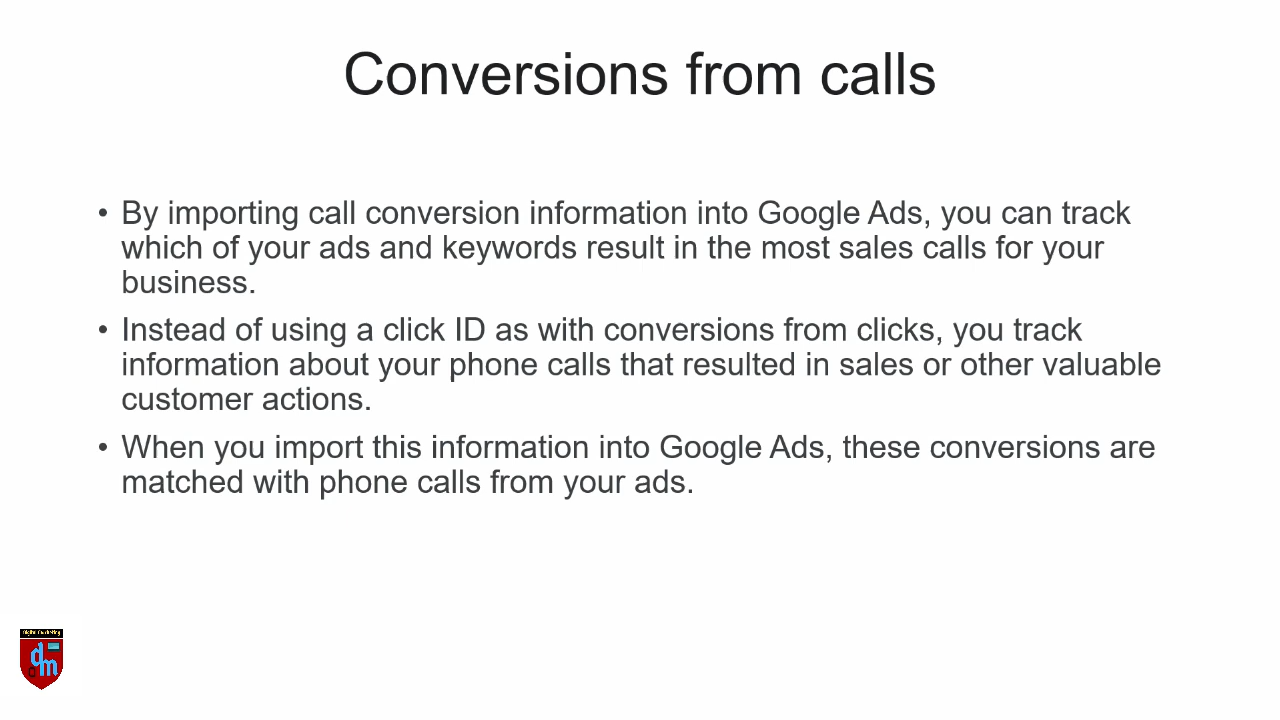 Conversions from calls
• By importing call conversion information into Google Ads, you can track
which of your ads and keywords result in the most sales calls for your
business.
• Instead of using a click ID as with conversions from clicks, you track
information about your phone calls that resulted in sales or other valuable
customer actions.
• When you import this information into Google Ads, these conversions are
matched with phone calls from your ads.
Digital Marketing
dm